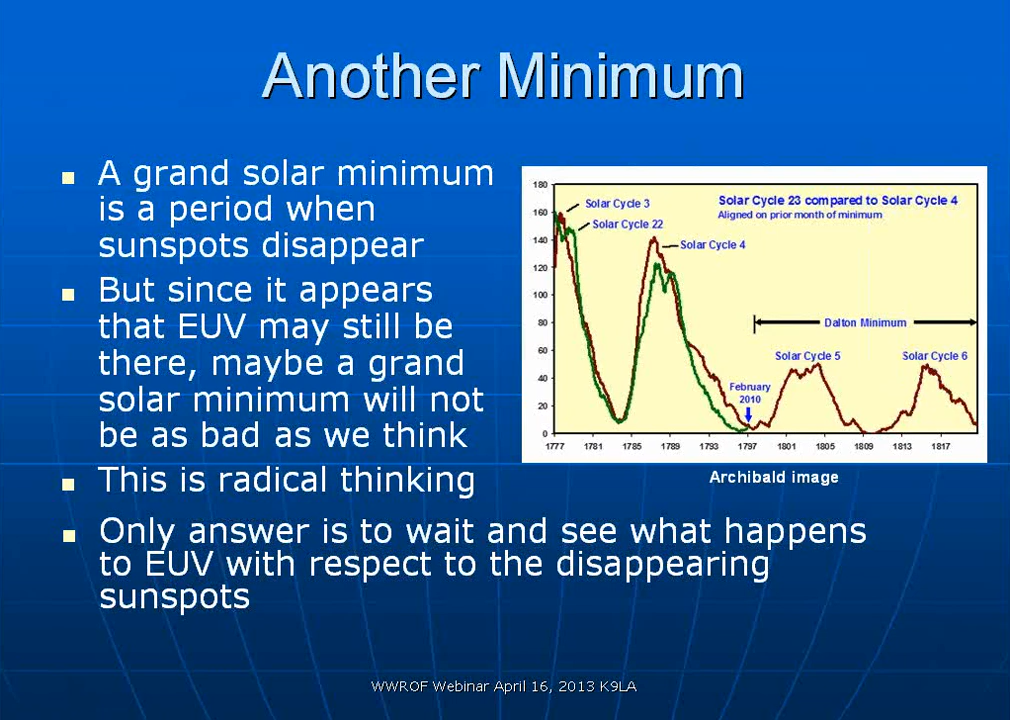 Another Minimum
A grand solar minimum
is a period when
sunspots disappear
But since it appears
that EUV may still be
there, maybe a grand
solar minimum will not
be as bad as we think
This is radical thinking
Only answer is to wait and see what happens
to EUV with respect to the disappearing
sunspots
Solar Cycle 23 compared to Solar Cycle 4
Aligned on prior month of minimum
180
160
140
120
100
80
60
40
20
0
Solar Cycle 3
Solar Cycle 22
Solar Cycle 4
Dalton Minimum
Solar Cycle 5
Solar Cycle 6
February
2010
1777 1781 1785 1789 1793 1797 1801 1805 1809 1813 1817
Archibald image
WWROF Webinar April 16, 2013 K9LA